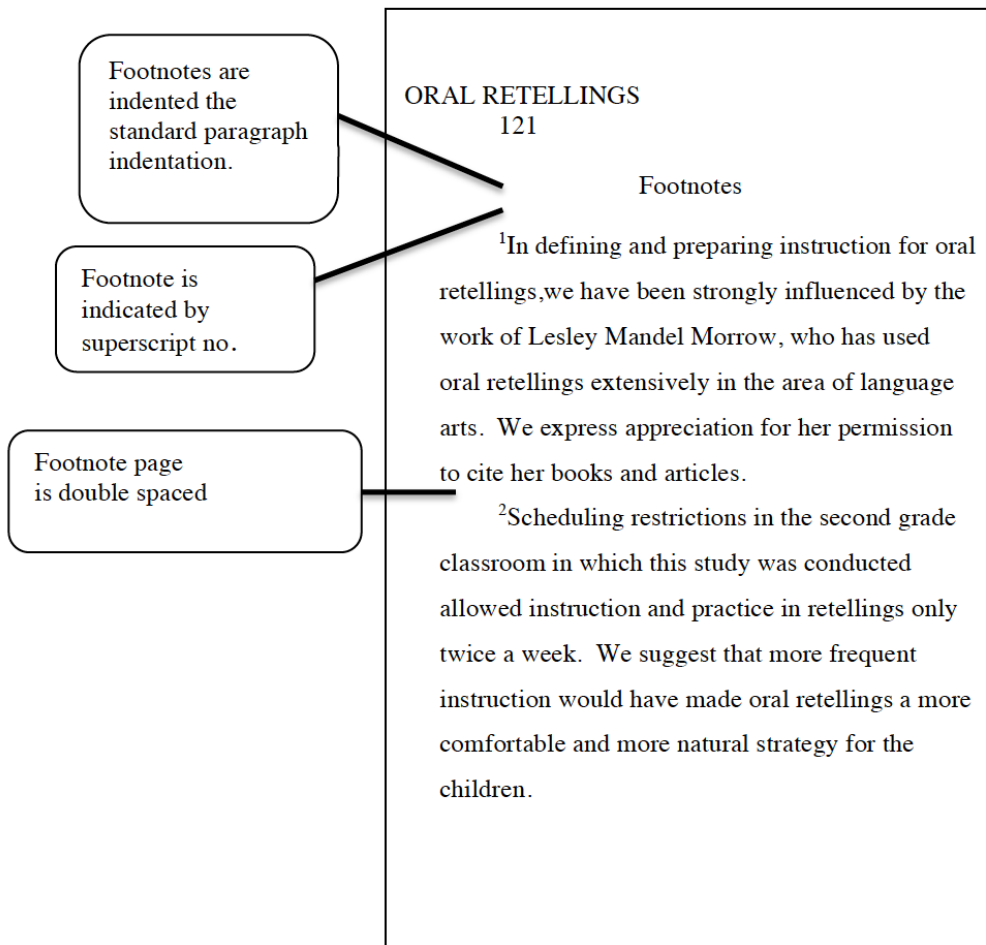 Footnotes are
indented the
standard paragraph
indentation.
Footnote is
indicated by
superscript no.
Footnote page
is double spaced
ORAL RETELLINGS
121
Footnotes
¹In defining and preparing instruction for oral
retellings,we have been strongly influenced by the
work of Lesley Mandel Morrow, who has used
oral retellings extensively in the area of language
arts.  We express appreciation for her permission
to cite her books and articles.
²Scheduling restrictions in the second grade
classroom in which this study was conducted
allowed instruction and practice in retellings only
twice a week.  We suggest that more frequent
instruction would have made oral retellings a more
comfortable and more natural strategy for the
children.